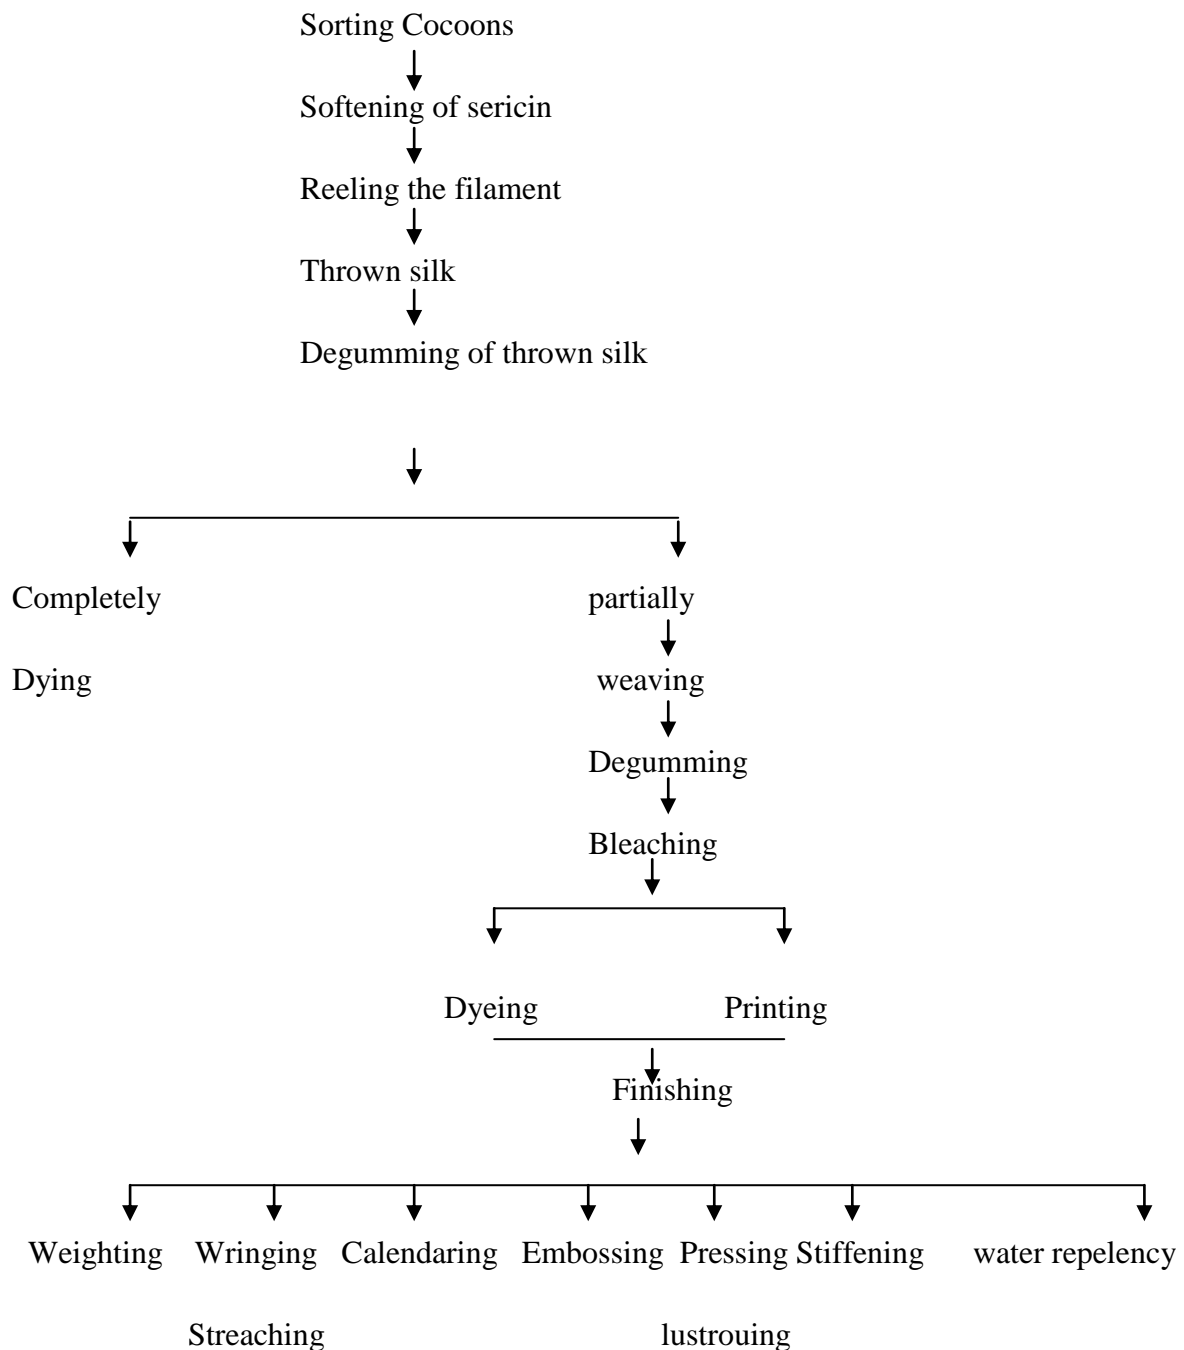 Sorting Cocoons
Softening of sericin
Reeling the filament
Thrown silk
Degumming of thrown silk
Completely partially
Dying weaving
Degumming
Bleaching
Dyeing Printing
Finishing
Weighting Wringing Calendaring Embossing Pressing Stiffening water repelency
Streaching lustrouing